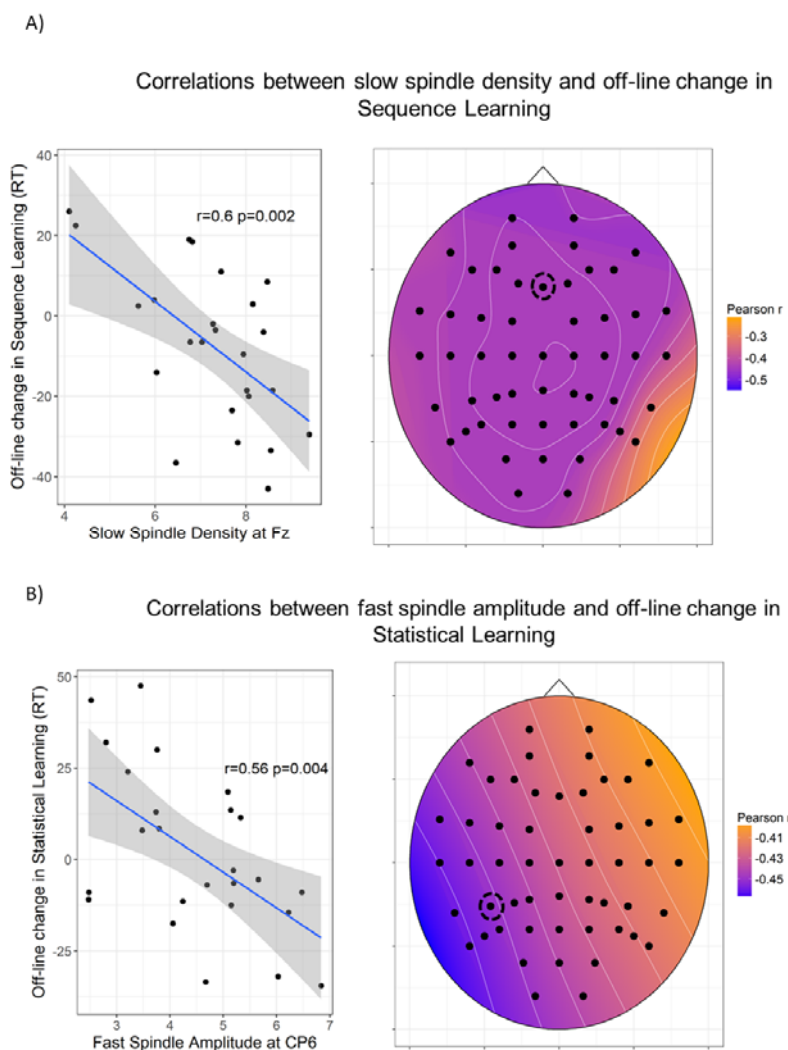 A)
Correlations between slow spindle density and off-line change in
Sequence Learning
Off-line change in Sequence Learning (RT)
40
20
0
-20
-40
r=0.6 p=0.002
4
6
8
Slow Spindle Density at Fz
Pearson r
-0.3
-0.4
-0.5
B)
Correlations between fast spindle amplitude and off-line change in
Statistical Learning
Off-line change in Statistical Learning (RT)
50
25
0
-25
r=0.56 p=0.004
3
4
5
6
7
Fast Spindle Amplitude at CP6
Pearson r
-0.41
-0.43
-0.45